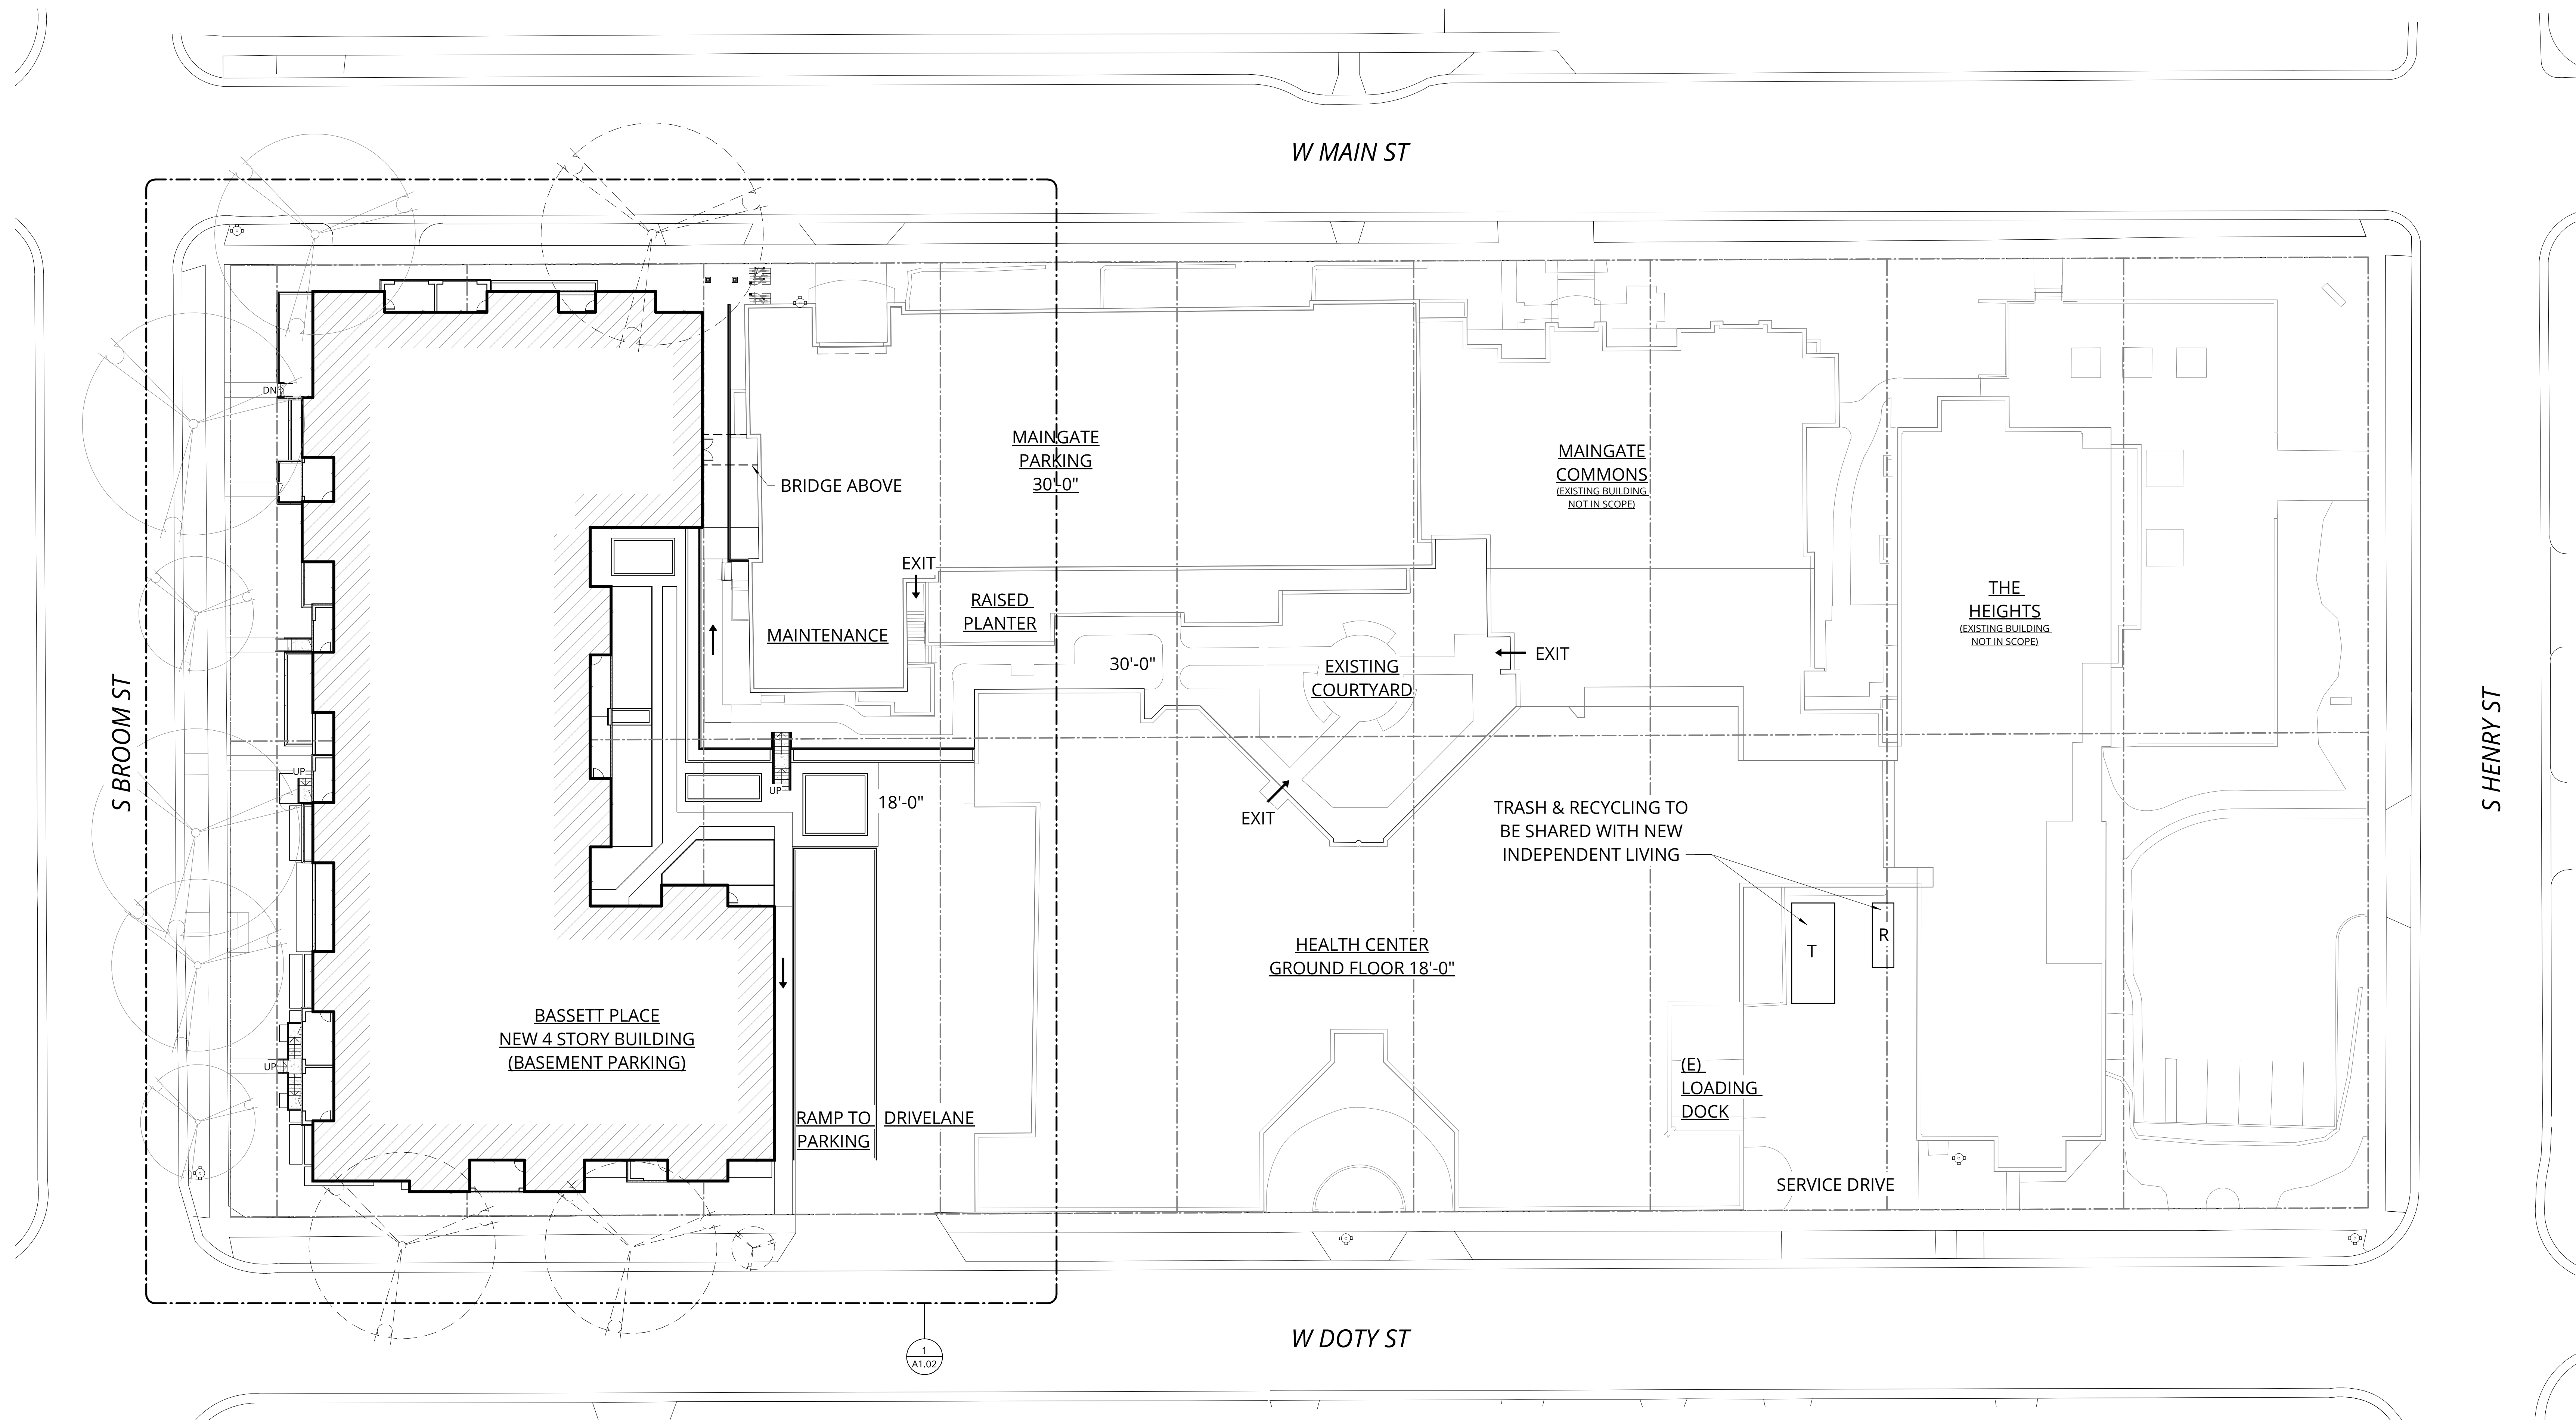 W MAIN ST
DN
MAINGATE
PARKING
30'-0"
BRIDGE ABOVE
MAINGATE
COMMONS
(EXISTING BUILDING
NOT IN SCOPE)
EXIT
RAISED
PLANTER
MAINTENANCE
30'-0"
EXISTING
COURTYARD
EXIT
THE
HEIGHTS
(EXISTING BUILDING
NOT IN SCOPE)
S BROOM ST
S HENRY ST
UP
UP
18'-0"
EXIT
TRASH & RECYCLING TO
BE SHARED WITH NEW
INDEPENDENT LIVING
T
R
HEALTH CENTER
GROUND FLOOR 18'-0"
BASSETT PLACE
NEW 4 STORY BUILDING
(BASEMENT PARKING)
UP
RAMP TO
PARKING
DRIVELANE
(E)
LOADING
DOCK
SERVICE DRIVE
W DOTY ST
1
A1.02